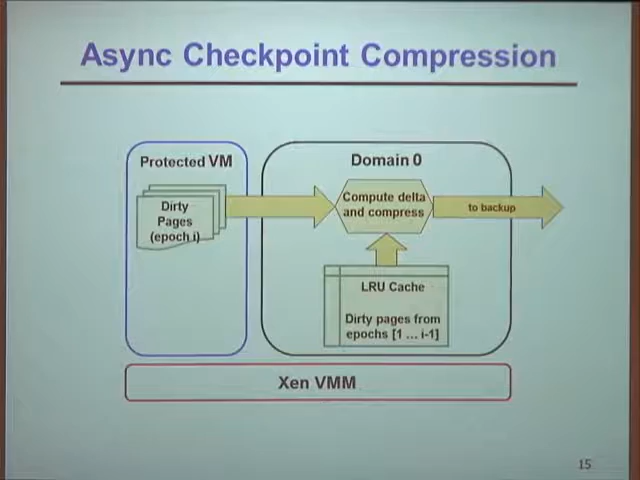 Async Checkpoint Compression
Protected VM
Domain 0
Dirty
Pages
(epoch i)
Compute delta
and compress
to backup
LRU Cache
Dirty pages from
epochs [1 ... i-1]
Xen VMM
15